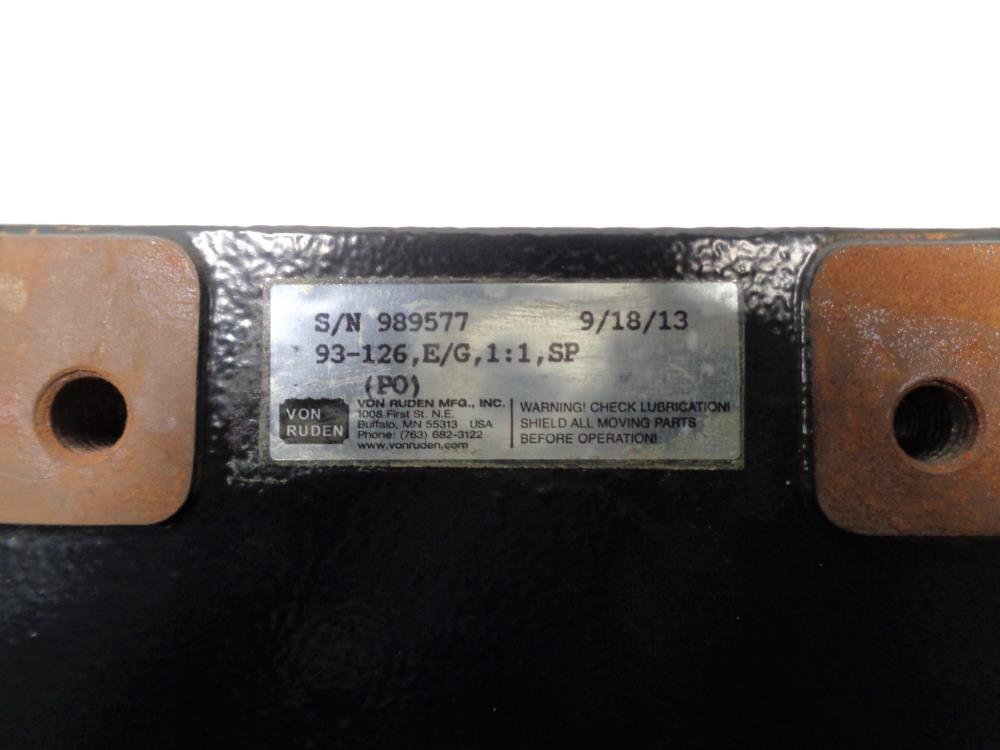 S/N 989577 9/18/13
93-126,E/G,1:1,SP
(PO)
VON
RUDEN
VON RUDEN MFG., INC.
1008 First St. N.E.
Buffalo, MN 55313 USA
Phone: (763) 682-3122
www.vonruden.com
WARNING! CHECK LUBRICATION!
SHIELD ALL MOVING PARTS
BEFORE OPERATION!